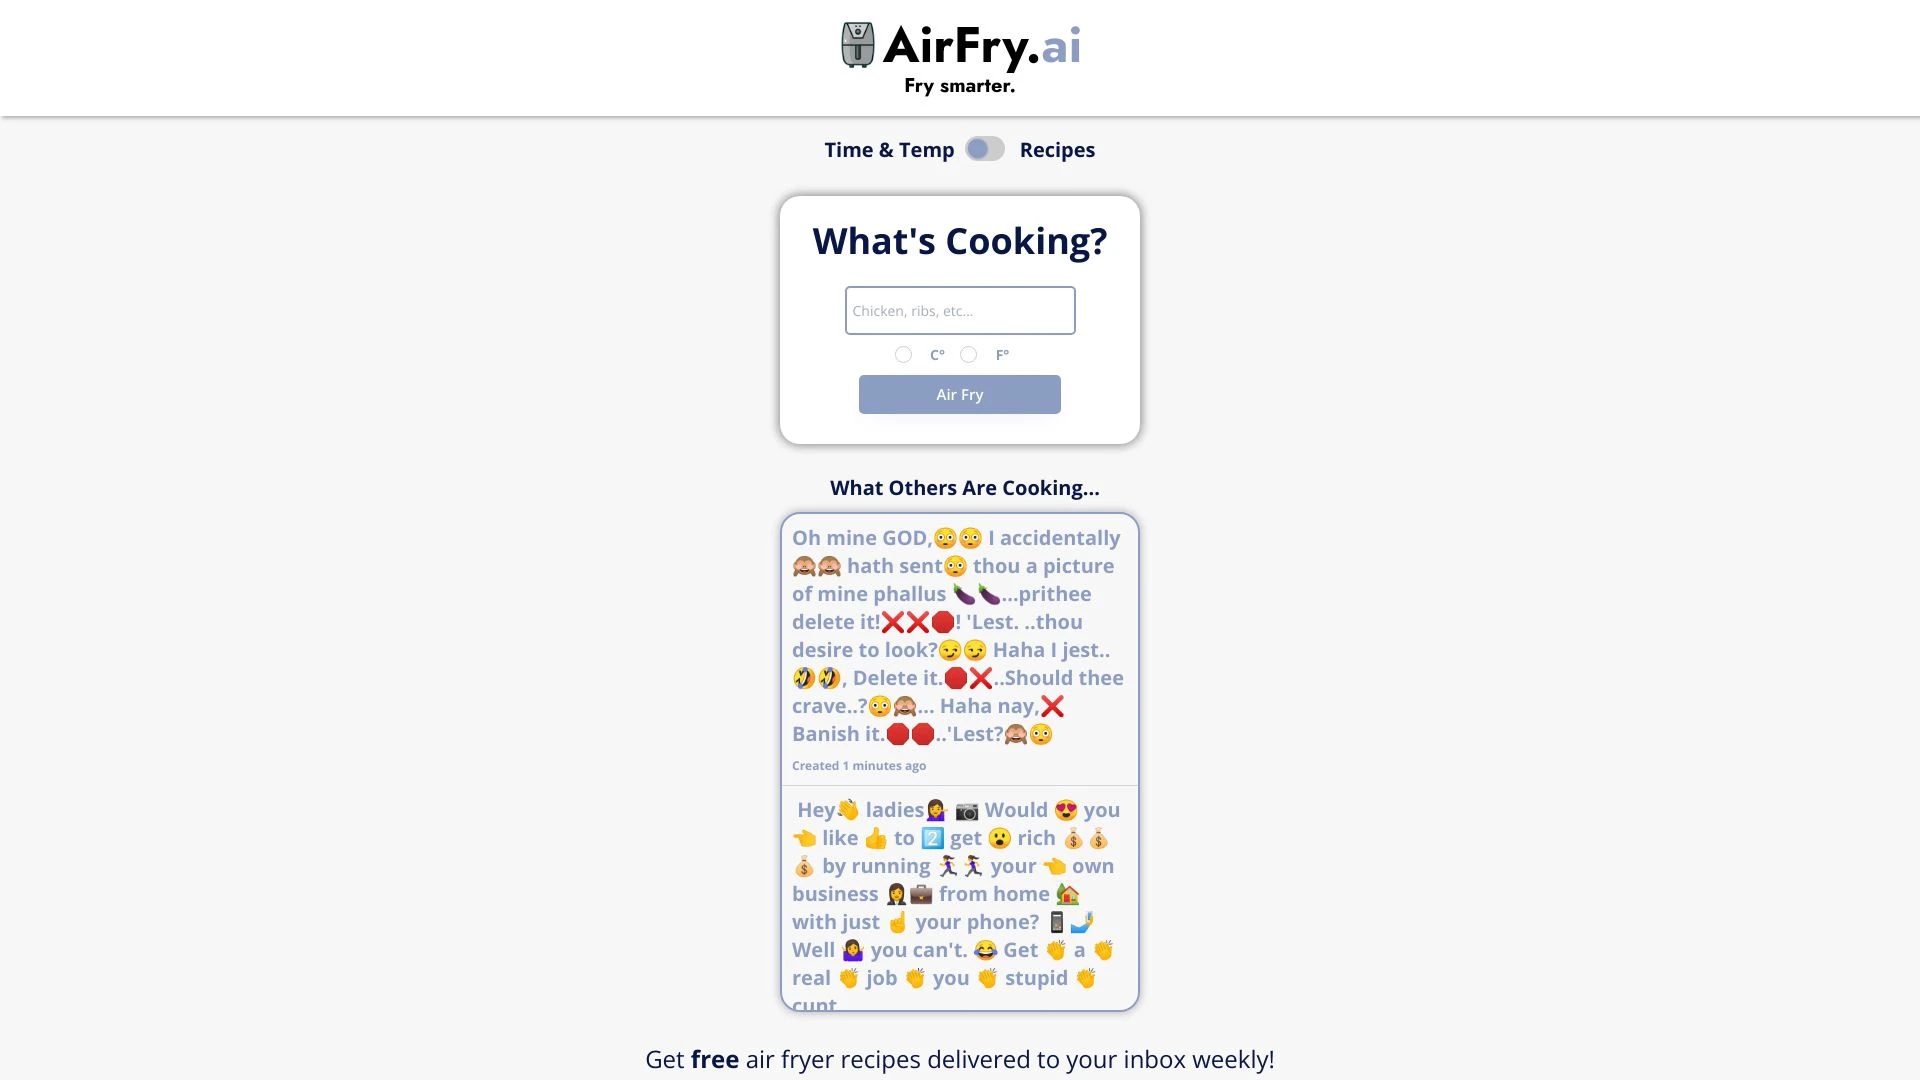 AirFry.ai
Fry smarter.
Time & Temp Recipes
What's Cooking?
Chicken, ribs, etc...
C° F°
Air Fry
What Others Are Cooking...
Oh mine GOD,😳😳 I accidentally
🙈🙈 hath sent😳 thou a picture
of mine phallus 🍆🍆...prithee
delete it!❌❌🛑! 'Lest. ..thou
desire to look?😏😏 Haha I jest..
🤣🤣, Delete it.🛑❌..Should thee
crave..?😳🙈... Haha nay,❌
Banish it.🛑🛑..'Lest?🙈😳
Created 1 minutes ago
Hey👋 ladies💁‍♀️ 📷 Would 😍 you
👈 like 👍 to 2️⃣ get 😮 rich 💰💰
💰 by running 🏃‍♀️🏃‍♀️ your 👈 own
business 👩‍💼💼 from home 🏡
with just ☝️ your phone? 📱🤳
Well 🤷‍♀️ you can't. 😂 Get 👏 a 👏
real 👏 job 👏 you 👏 stupid 👏
cunt
Get free air fryer recipes delivered to your inbox weekly!